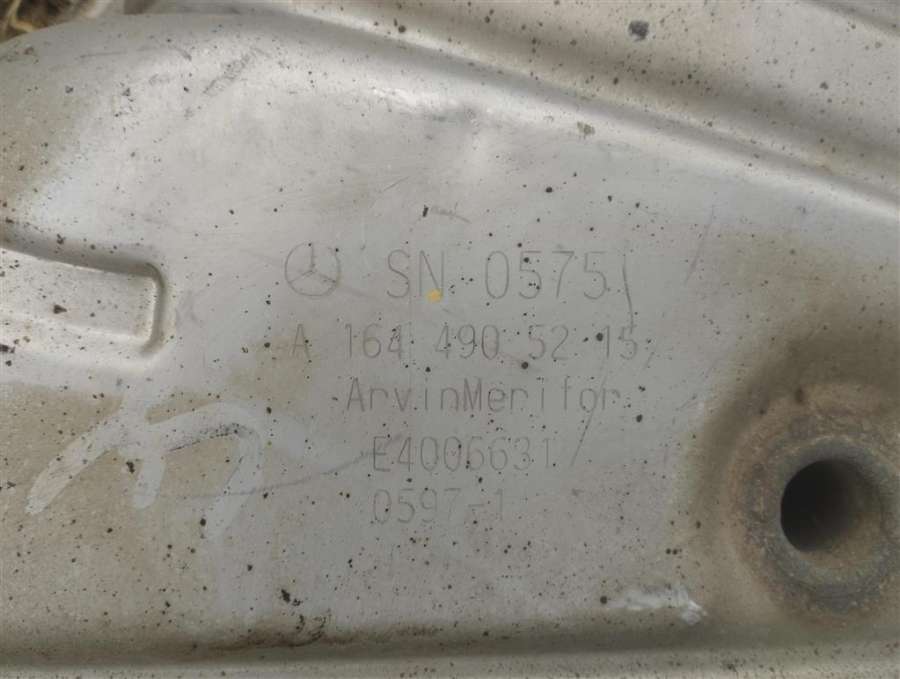 SN 0575
A 164 490 52 15
ArvinMeritor
E4006631
0597-1